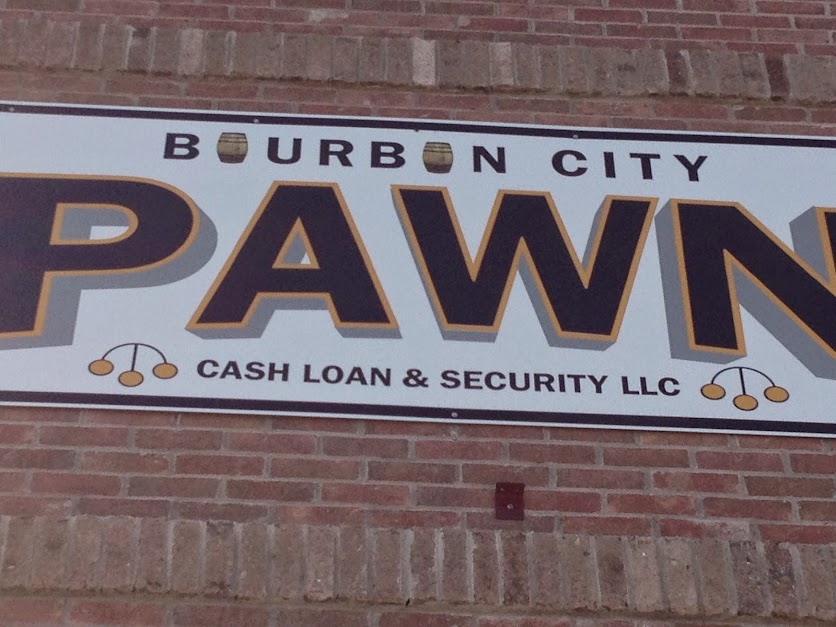 BOURBON CITY
PAWN
CASH LOAN & SECURITY LLC